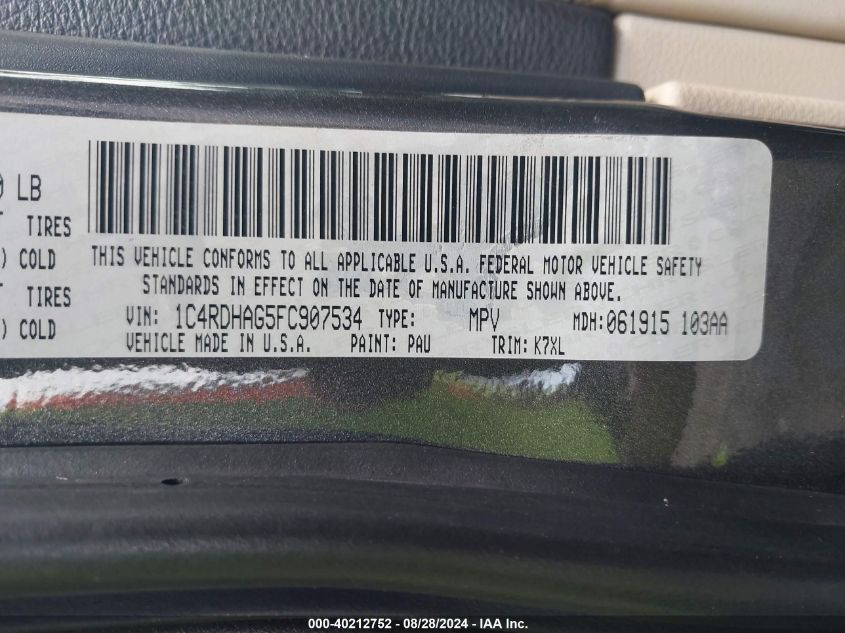 LB
TIRES
) COLD
TIRES
) COLD
THIS VEHICLE CONFORMS TO ALL APPLICABLE U.S.A. FEDERAL MOTOR VEHICLE SAFETY
STANDARDS IN EFFECT ON THE DATE OF MANUFACTURE SHOWN ABOVE.
VIN: 1C4RDHAG5FC907534 TYPE: MPV MDH:061915 103AA
VEHICLE MADE IN U.S.A. PAINT: PAU TRIM: K7XL
000-40212752 / 08/28/2024 - IAA Inc.